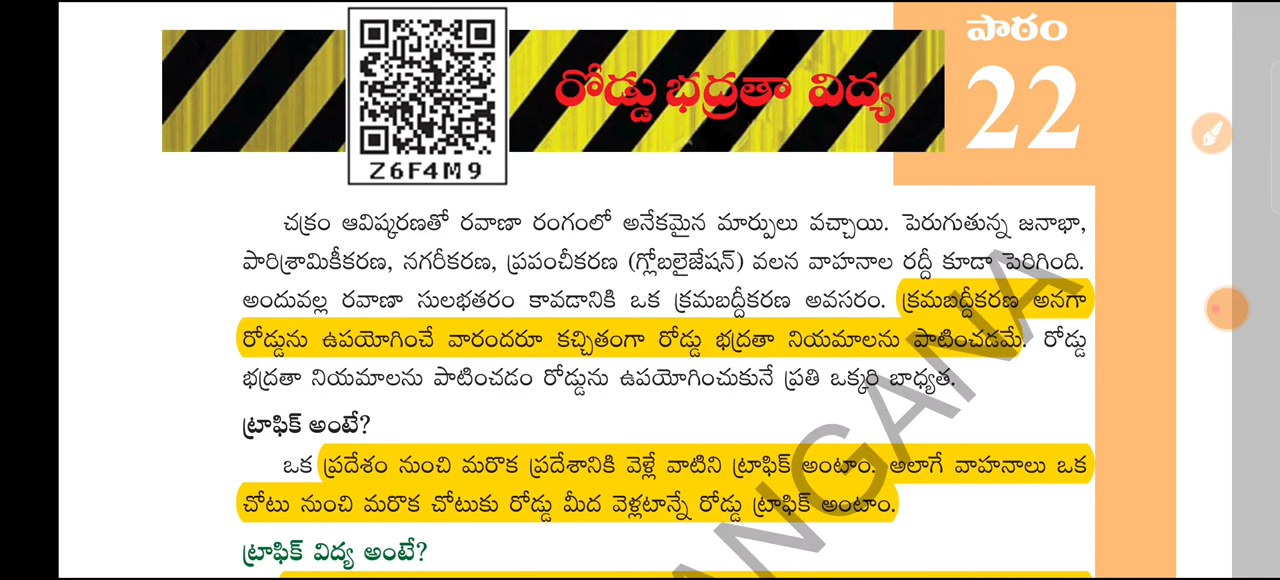 పాఠం
22
రోడ్డు భద్రతా విద్య
Z6F4M9
చక్రం ఆవిష్కరణతో రవాణా రంగంలో అనేకమైన మార్పులు వచ్చాయి. పెరుగుతున్న జనాభా,
పారిశ్రామికీకరణ, నగరీకరణ, ప్రపంచీకరణ (గ్లోబలైజేషన్) వలన వాహనాల రద్దీ కూడా పెరిగింది.
అందువల్ల రవాణా సులభతరం కావడానికి ఒక క్రమబద్దీకరణ అవసరం. క్రమబద్దీకరణ అనగా
రోడ్డును ఉపయోగించే వారందరూ కచ్చితంగా రోడ్డు భద్రతా నియమాలను పాటించడమే. రోడ్డు
భద్రతా నియమాలను పాటించడం రోడ్డును ఉపయోగించుకునే ప్రతి ఒక్కరి బాధ్యత.
ట్రాఫిక్ అంటే?
ఒక ప్రదేశం నుంచి మరొక ప్రదేశానికి వెళ్లే వాటిని ట్రాఫిక్ అంటాం. అలాగే వాహనాలు ఒక
చోటు నుంచి మరొక చోటుకు రోడ్డు మీద వెళ్లటాన్నే రోడ్డు ట్రాఫిక్ అంటాం.
ట్రాఫిక్ విద్య అంటే?
NGANA